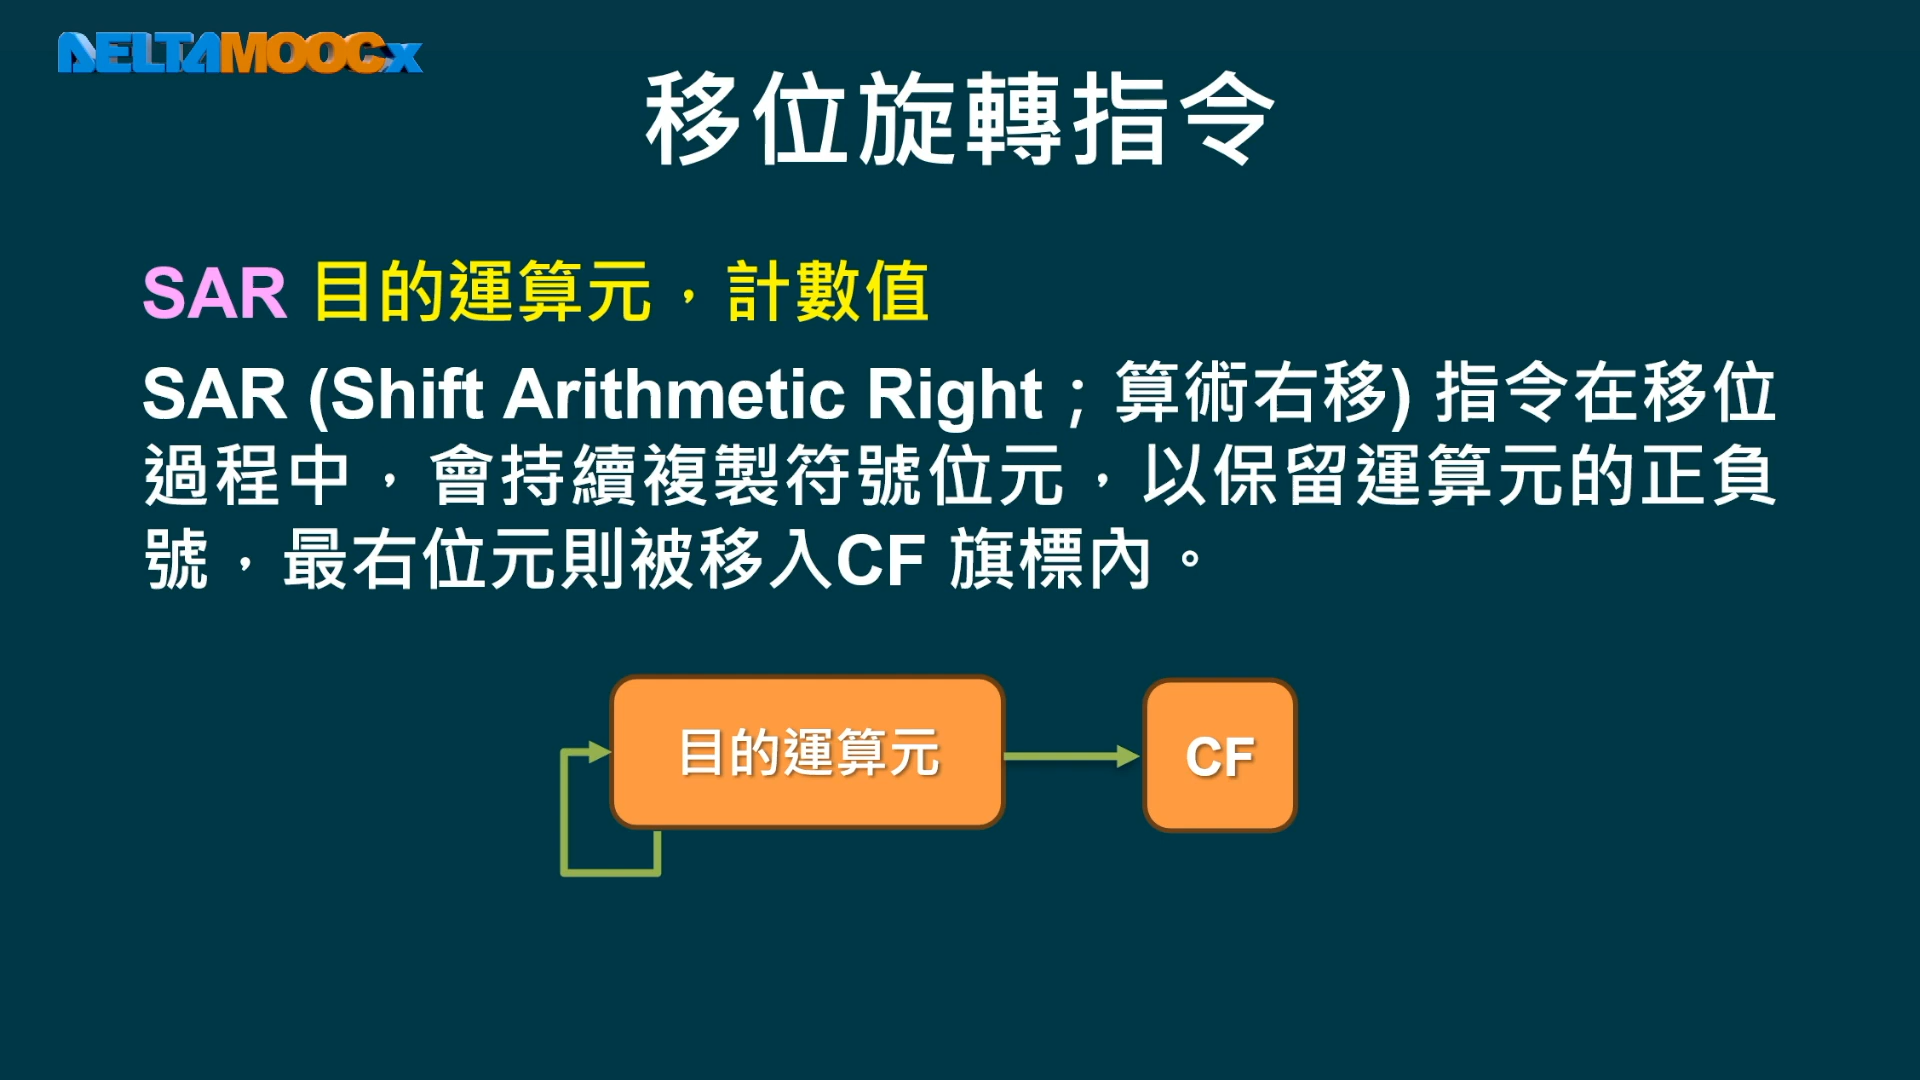 DELTAMOOCx
移位旋轉指令
SAR 目的運算元，計數值
SAR (Shift Arithmetic Right；算術右移) 指令在移位
過程中，會持續複製符號位元，以保留運算元的正負
號，最右位元則被移入CF 旗標內。
目的運算元
CF